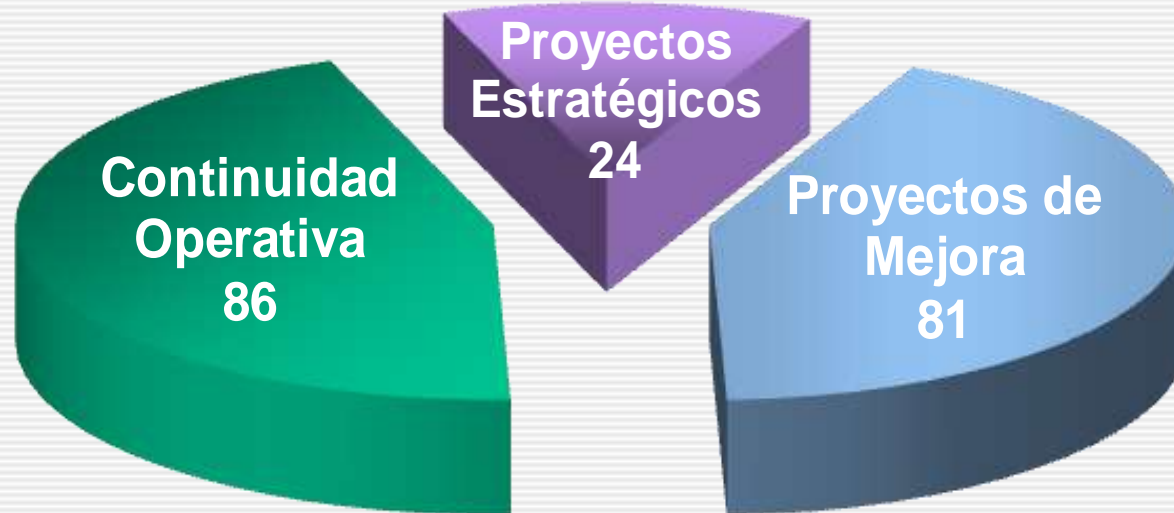 Proyectos
Estratégicos
24
Continuidad
Operativa
86
Proyectos de
Mejora
81